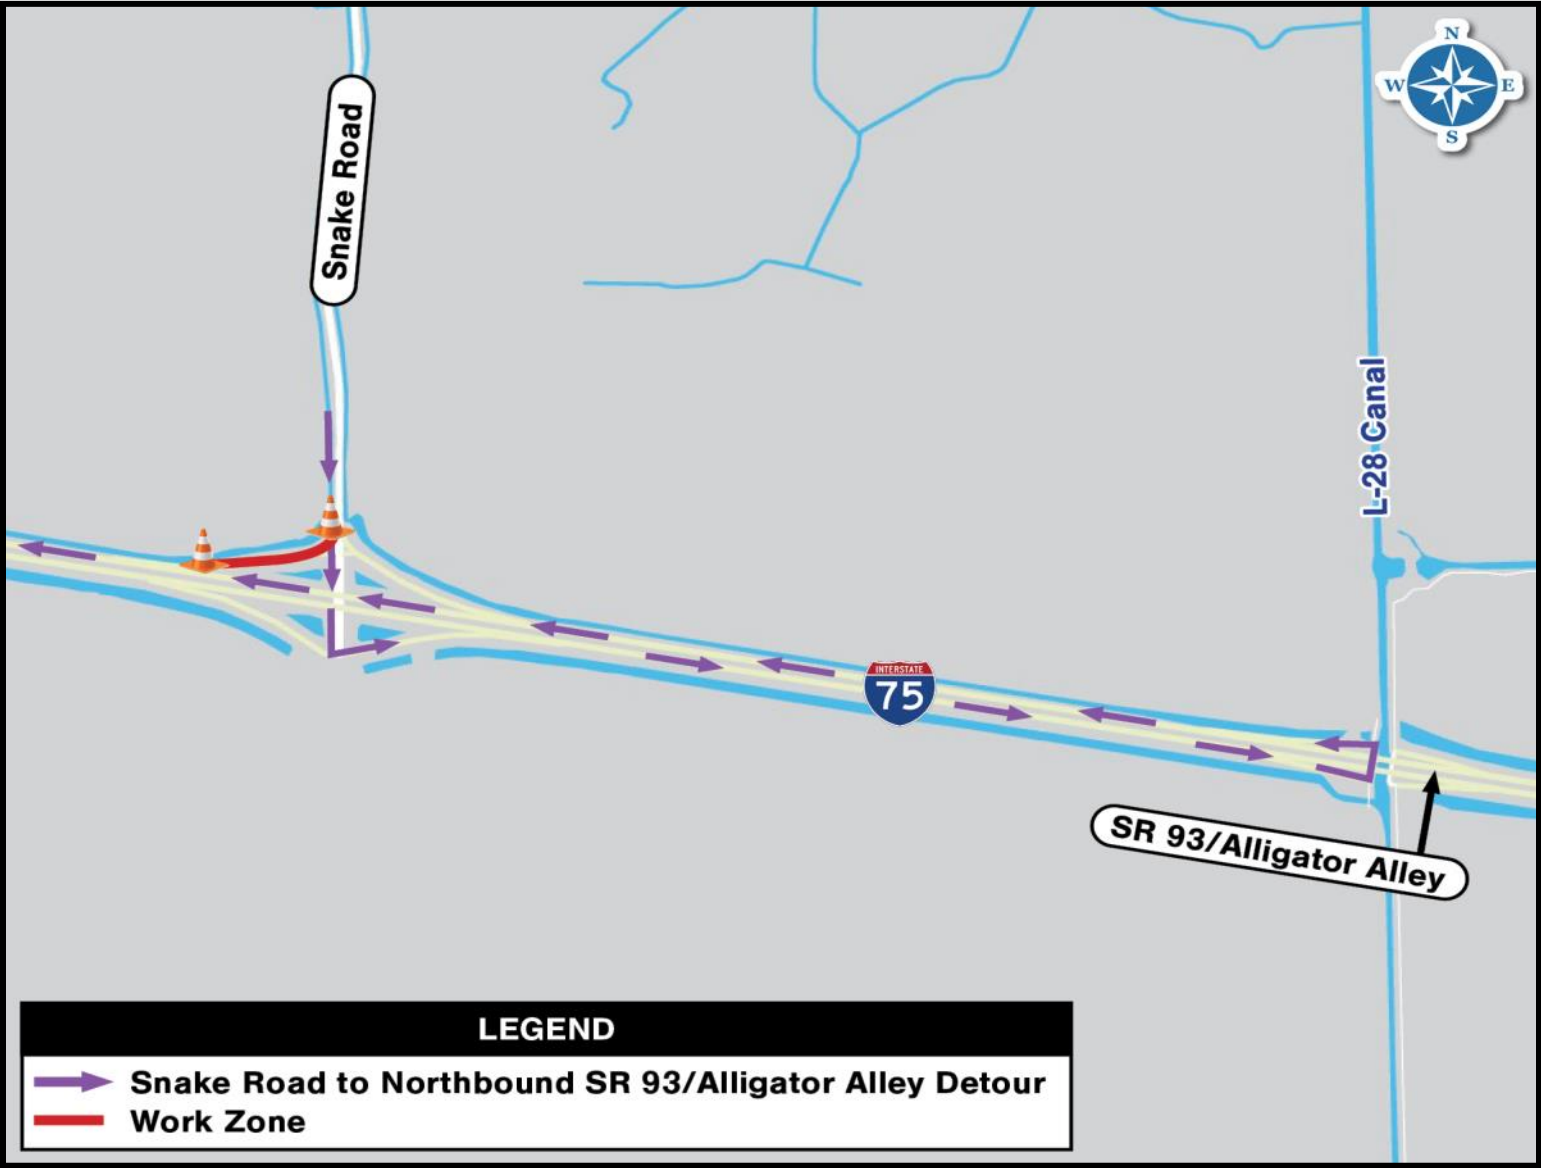 N
W E
S
Snake Road
L-28 Canal
INTERSTATE
75
SR 93/Alligator Alley
LEGEND
Snake Road to Northbound SR 93/Alligator Alley Detour
Work Zone